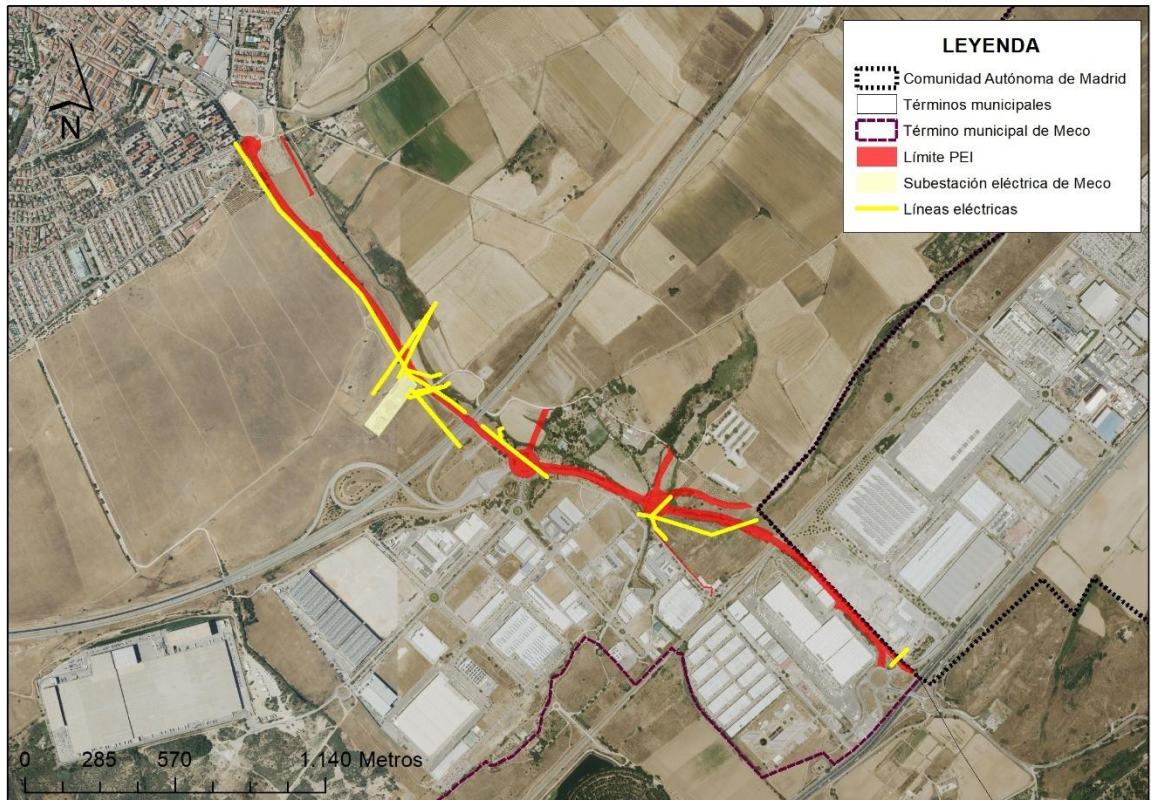 LEYENDA
Comunidad Autónoma de Madrid
Términos municipales
Término municipal de Meco
Límite PEI
Subestación eléctrica de Meco
Líneas eléctricas
N
0 285 570 1.140 Metros